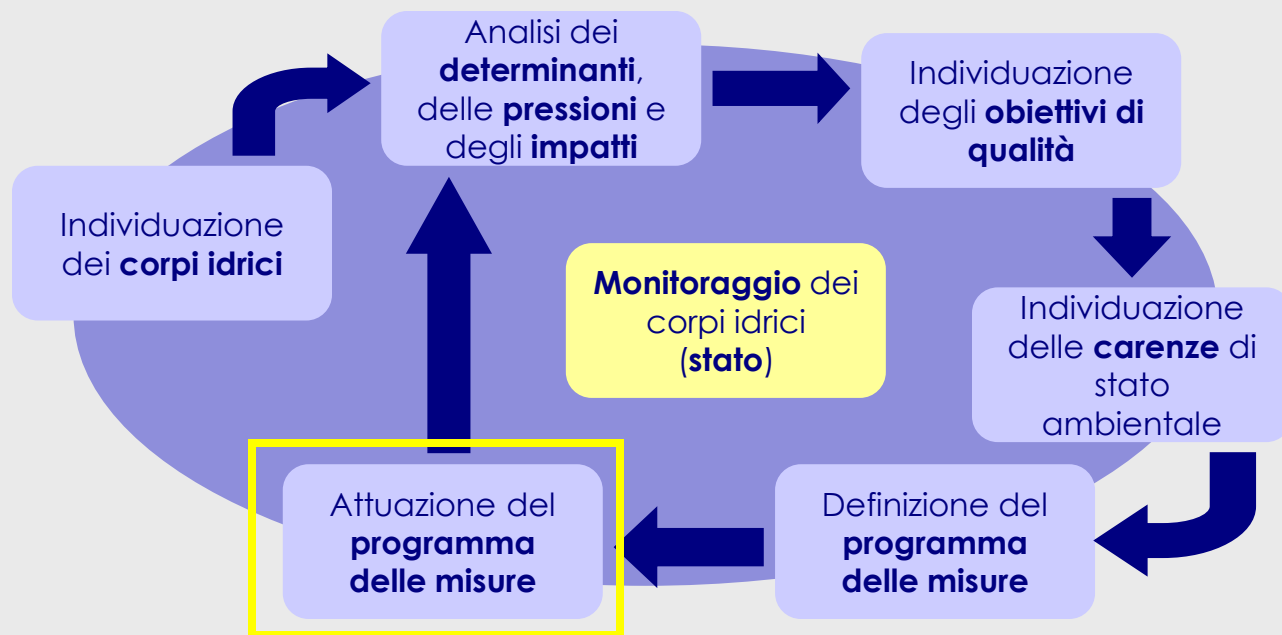 Analisi dei
determinanti,
delle pressioni e
degli impatti
Individuazione
degli obiettivi di
qualità
Individuazione
dei corpi idrici
Monitoraggio dei
corpi idrici
(stato)
Individuazione
delle carenze di
stato
ambientale
Attuazione del
programma
delle misure
Definizione del
programma
delle misure